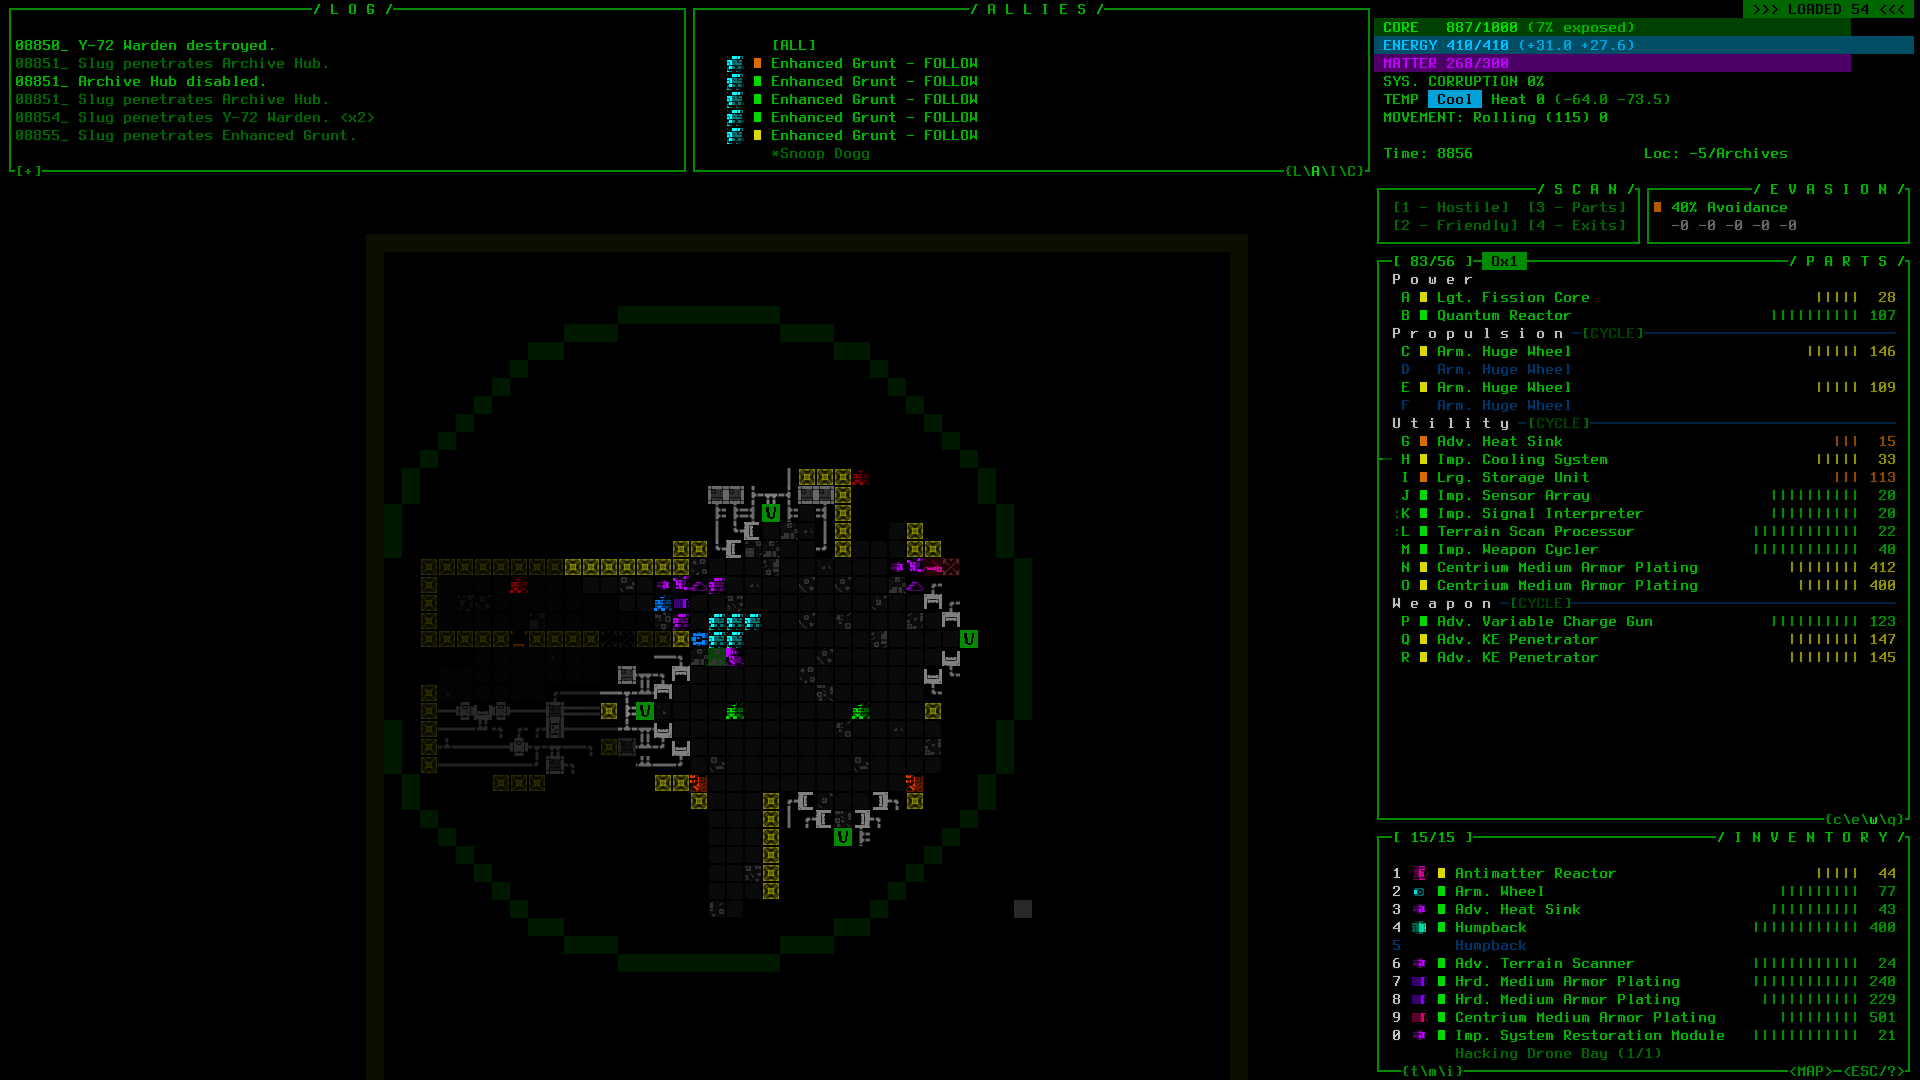 / L O G /
08850_ Y-72 Warden destroyed.
08851_ Slug penetrates Archive Hub.
08851_ Archive Hub disabled.
08851_ Slug penetrates Archive Hub.
08854_ Slug penetrates Y-72 Warden. <x2>
08855_ Slug penetrates Enhanced Grunt.
[+]
/ A L L I E S /
[ALL]
Enhanced Grunt - FOLLOW
Enhanced Grunt - FOLLOW
Enhanced Grunt - FOLLOW
Enhanced Grunt - FOLLOW
Enhanced Grunt - FOLLOW
*Snoop Dogg
{L\A\I\C}
>>> LOADED 54 <<<
CORE 887/1000 (7% exposed)
ENERGY 410/410 (+31.0 +27.6)
MATTER 268/300
SYS. CORRUPTION 0%
TEMP Cool Heat 0 (-64.0 -73.5)
MOVEMENT: Rolling (115) 0
Time: 8856 Loc: -5/Archives
/ S C A N /
[1 - Hostile] [3 - Parts]
[2 - Friendly] [4 - Exits]
/ E V A S I O N /
40% Avoidance
-0 -0 -0 -0 -0
[ 83/56 ] 0x1 / P A R T S /
P o w e r
A Lgt. Fission Core 28
B Quantum Reactor 107
P r o p u l s i o n [CYCLE]
C Arm. Huge Wheel 146
D Arm. Huge Wheel
E Arm. Huge Wheel 109
F Arm. Huge Wheel
U t i l i t y [CYCLE]
G Adv. Heat Sink 15
H Imp. Cooling System 33
I Lrg. Storage Unit 113
J Imp. Sensor Array 20
:K Imp. Signal Interpreter 20
:L Terrain Scan Processor 22
M Imp. Weapon Cycler 40
N Centrium Medium Armor Plating 412
O Centrium Medium Armor Plating 400
W e a p o n [CYCLE]
P Adv. Variable Charge Gun 123
Q Adv. KE Penetrator 147
R Adv. KE Penetrator 145
{c\e\w\q}
[ 15/15 ] / I N V E N T O R Y /
1 Antimatter Reactor 44
2 Arm. Wheel 77
3 Adv. Heat Sink 43
4 Humpback 400
5 Humpback
6 Adv. Terrain Scanner 24
7 Hrd. Medium Armor Plating 240
8 Hrd. Medium Armor Plating 229
9 Centrium Medium Armor Plating 501
0 Imp. System Restoration Module 21
Hacking Drone Bay (1/1)
{t\m\i} <MAP> <ESC/?>